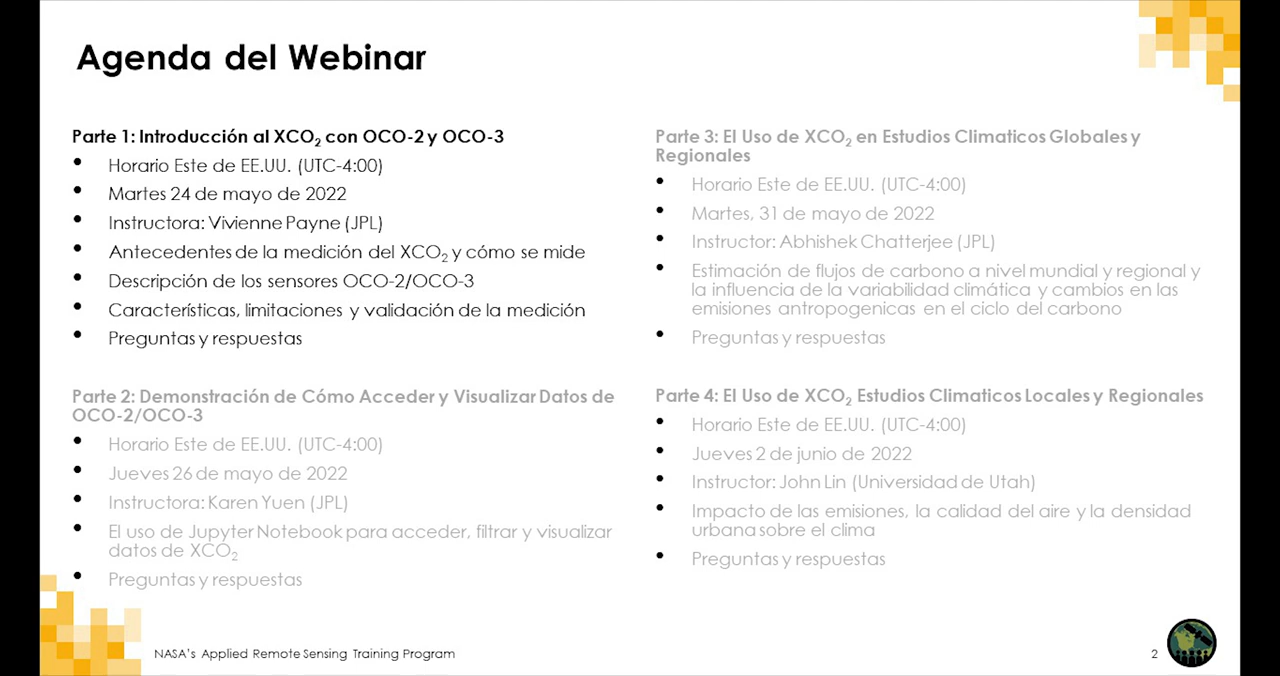 Agenda del Webinar
Parte 1: Introducción al XCO₂ con OCO-2 y OCO-3
• Horario Este de EE.UU. (UTC-4:00)
• Martes 24 de mayo de 2022
• Instructora: Vivienne Payne (JPL)
• Antecedentes de la medición del XCO₂ y cómo se mide
• Descripción de los sensores OCO-2/OCO-3
• Características, limitaciones y validación de la medición
• Preguntas y respuestas
Parte 2: Demonstración de Cómo Acceder y Visualizar Datos de
OCO-2/OCO-3
• Horario Este de EE.UU. (UTC-4:00)
• Jueves 26 de mayo de 2022
• Instructora: Karen Yuen (JPL)
• El uso de Jupyter Notebook para acceder, filtrar y visualizar
datos de XCO₂
• Preguntas y respuestas
Parte 3: El Uso de XCO₂ en Estudios Climaticos Globales y
Regionales
• Horario Este de EE.UU. (UTC-4:00)
• Martes, 31 de mayo de 2022
• Instructor: Abhishek Chatterjee (JPL)
• Estimación de flujos de carbono a nivel mundial y regional y
la influencia de la variabilidad climática y cambios en las
emisiones antropogenicas en el ciclo del carbono
• Preguntas y respuestas
Parte 4: El Uso de XCO₂ Estudios Climaticos Locales y Regionales
• Horario Este de EE.UU. (UTC-4:00)
• Jueves 2 de junio de 2022
• Instructor: John Lin (Universidad de Utah)
• Impacto de las emisiones, la calidad del aire y la densidad
urbana sobre el clima
• Preguntas y respuestas
NASA's Applied Remote Sensing Training Program
2